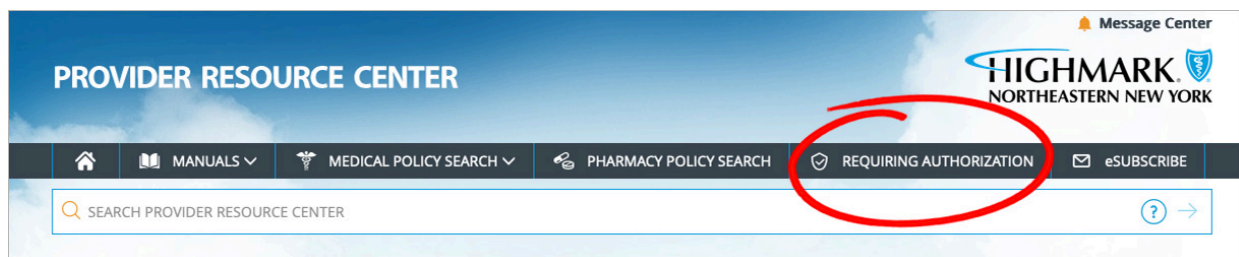 Message Center
PROVIDER RESOURCE CENTER
HIGHMARK.
NORTHEASTERN NEW YORK
MANUALS MEDICAL POLICY SEARCH PHARMACY POLICY SEARCH REQUIRING AUTHORIZATION eSUBSCRIBE
SEARCH PROVIDER RESOURCE CENTER ?